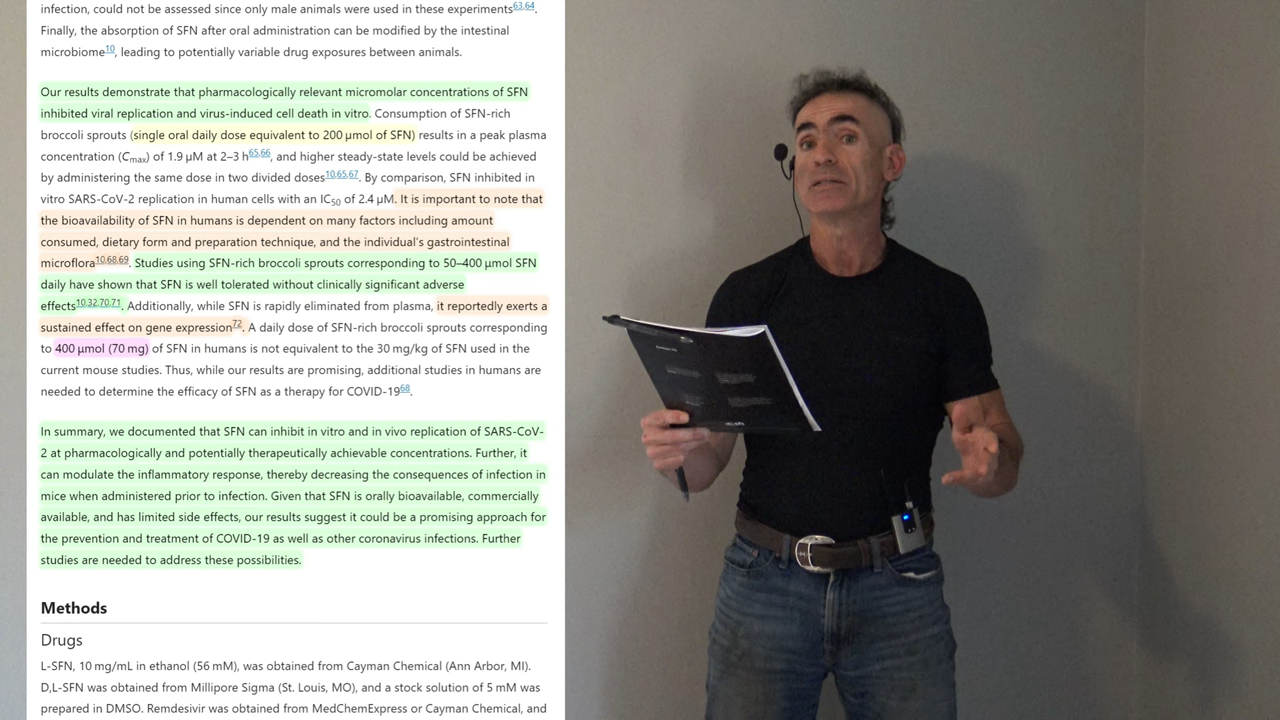 infection, could not be assessed since only male animals were used in these experiments63,64.
Finally, the absorption of SFN after oral administration can be modified by the intestinal
microbiome10, leading to potentially variable drug exposures between animals.
Our results demonstrate that pharmacologically relevant micromolar concentrations of SFN
inhibited viral replication and virus-induced cell death in vitro. Consumption of SFN-rich
broccoli sprouts (single oral daily dose equivalent to 200 μmol of SFN) results in a peak plasma
concentration (Cmax) of 1.9 μM at 2–3 h65,66, and higher steady-state levels could be achieved
by administering the same dose in two divided doses10,65,67. By comparison, SFN inhibited in
vitro SARS-CoV-2 replication in human cells with an IC50 of 2.4 μM. It is important to note that
the bioavailability of SFN in humans is dependent on many factors including amount
consumed, dietary form and preparation technique, and the individual's gastrointestinal
microflora10,68,69. Studies using SFN-rich broccoli sprouts corresponding to 50–400 μmol SFN
daily have shown that SFN is well tolerated without clinically significant adverse
effects10,32,70,71. Additionally, while SFN is rapidly eliminated from plasma, it reportedly exerts a
sustained effect on gene expression72. A daily dose of SFN-rich broccoli sprouts corresponding
to 400 μmol (70 mg) of SFN in humans is not equivalent to the 30 mg/kg of SFN used in the
current mouse studies. Thus, while our results are promising, additional studies in humans are
needed to determine the efficacy of SFN as a therapy for COVID-1968.
In summary, we documented that SFN can inhibit in vitro and in vivo replication of SARS-CoV-
2 at pharmacologically and potentially therapeutically achievable concentrations. Further, it
can modulate the inflammatory response, thereby decreasing the consequences of infection in
mice when administered prior to infection. Given that SFN is orally bioavailable, commercially
available, and has limited side effects, our results suggest it could be a promising approach for
the prevention and treatment of COVID-19 as well as other coronavirus infections. Further
studies are needed to address these possibilities.
Methods
Drugs
L-SFN, 10 mg/mL in ethanol (56 mM), was obtained from Cayman Chemical (Ann Arbor, MI).
D,L-SFN was obtained from Millipore Sigma (St. Louis, MO), and a stock solution of 5 mM was
prepared in DMSO. Remdesivir was obtained from MedChemExpress or Cayman Chemical, and